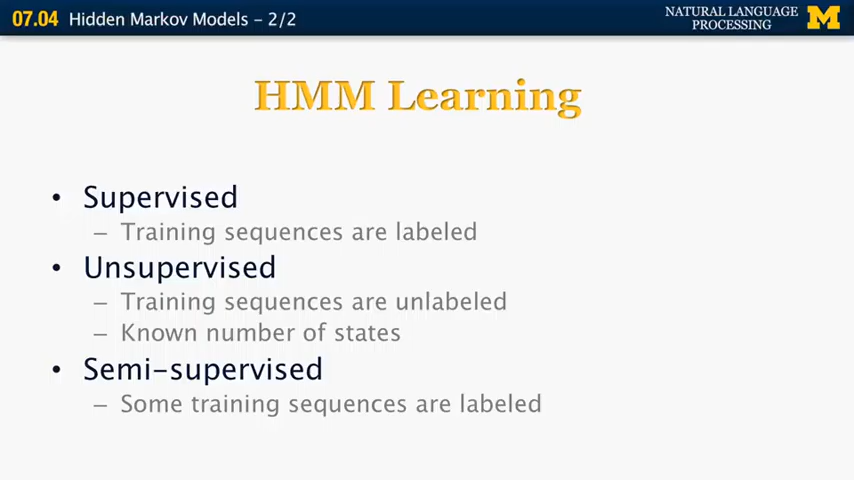 07.04 Hidden Markov Models – 2/2
NATURAL LANGUAGE
PROCESSING
M
HMM Learning
• Supervised
– Training sequences are labeled
• Unsupervised
– Training sequences are unlabeled
– Known number of states
• Semi-supervised
– Some training sequences are labeled